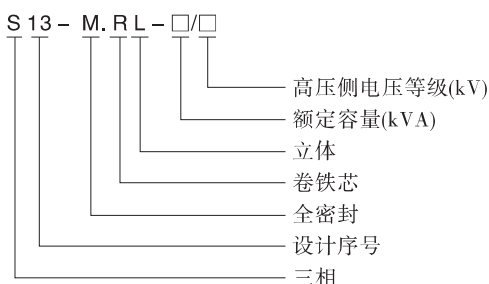 S 13 – M. R L – □/□
高压侧电压等级(kV)
额定容量(kVA)
立体
卷铁芯
全密封
设计序号
三相